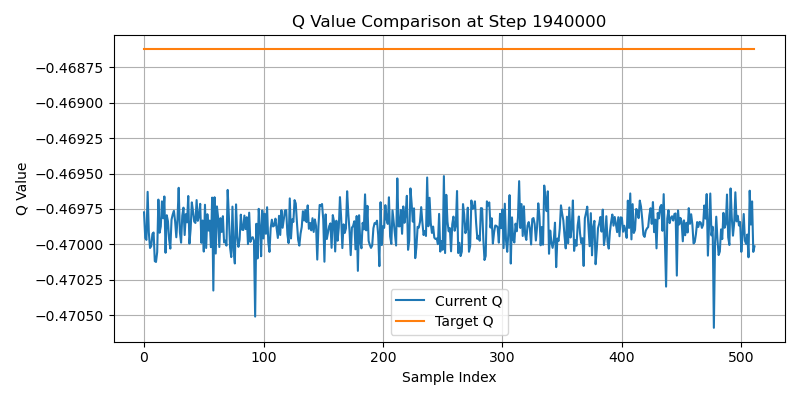 Q Value Comparison at Step 1940000
−0.46875
−0.46900
−0.46925
−0.46950
−0.46975
−0.47000
−0.47025
−0.47050
Q Value
0
100
200
300
400
500
Sample Index
Current Q
Target Q